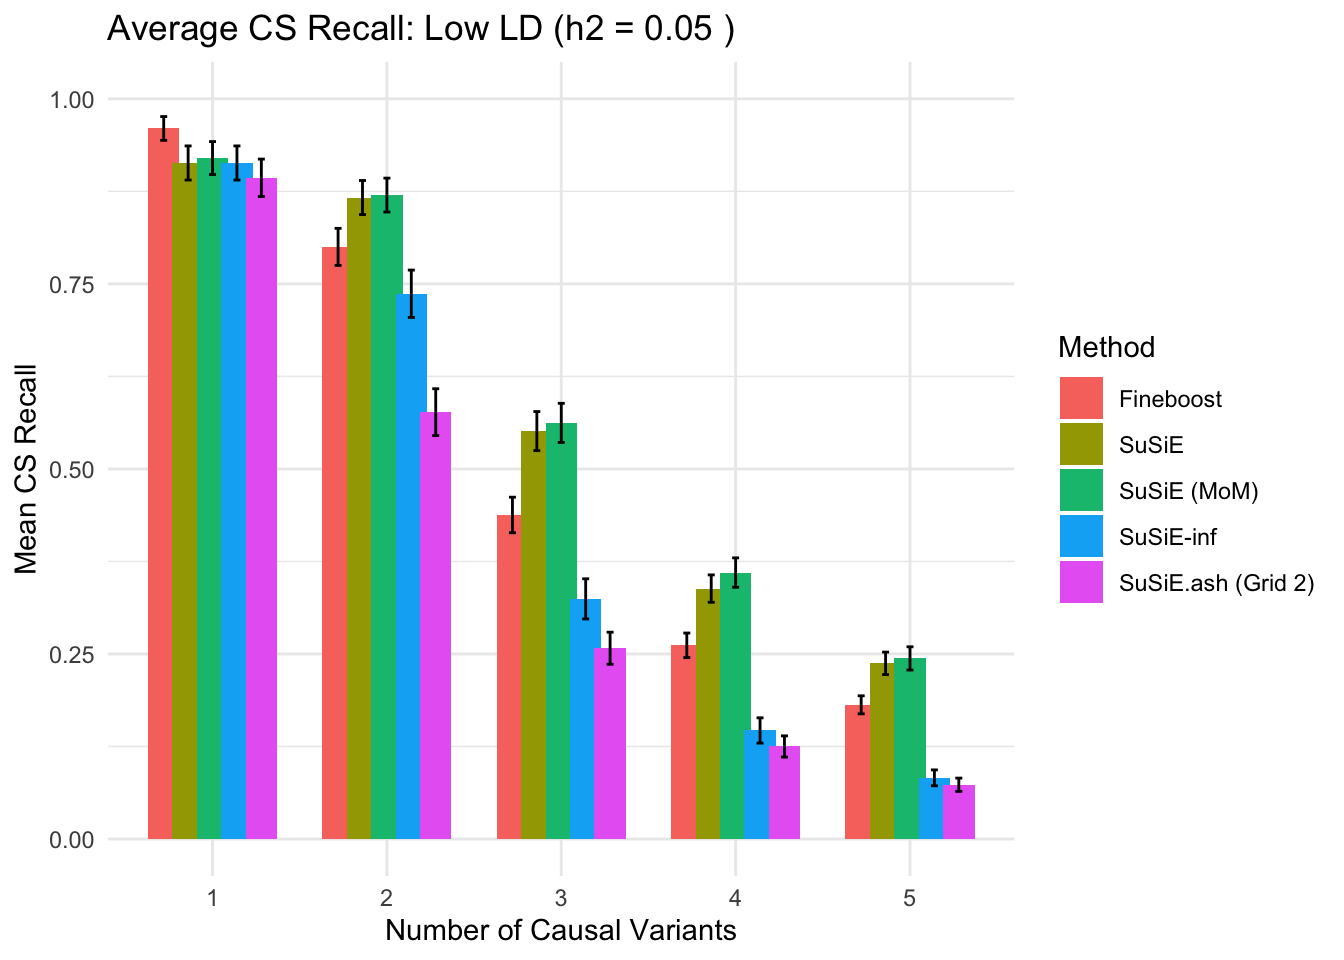 Average CS Recall: Low LD (h2 = 0.05 )
1.00
0.75
0.50
0.25
0.00
Mean CS Recall
1 2 3 4 5
Number of Causal Variants
Method
Fineboost
SuSiE
SuSiE (MoM)
SuSiE-inf
SuSiE.ash (Grid 2)